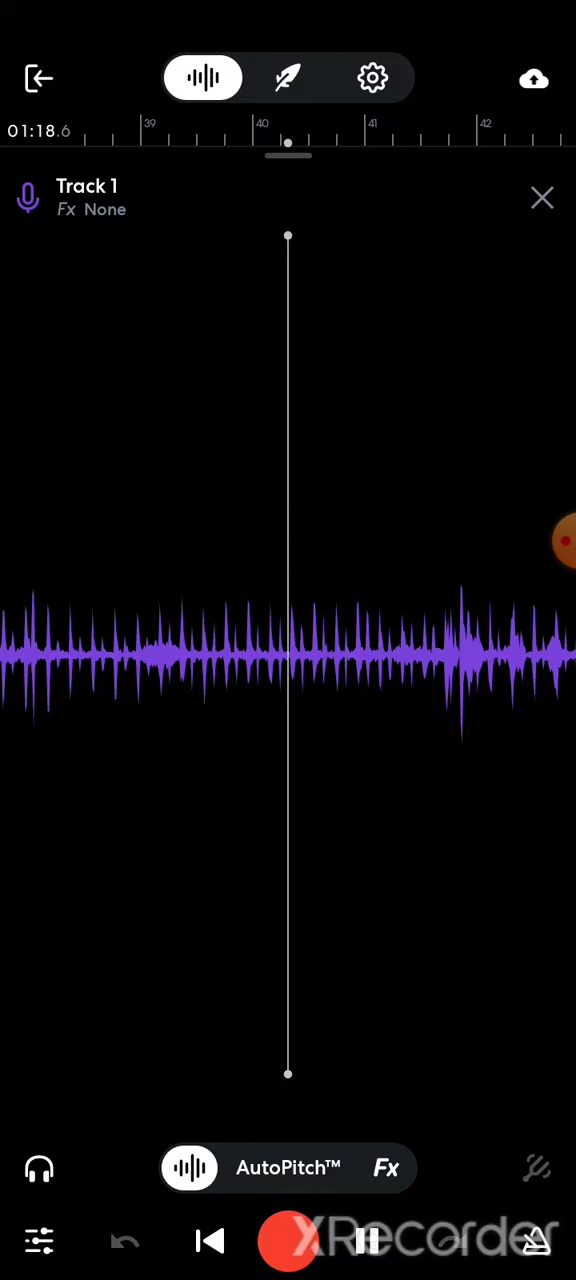 01:18.6
39 40 41 42
Track 1
Fx None
AutoPitch™ Fx
XRecorder